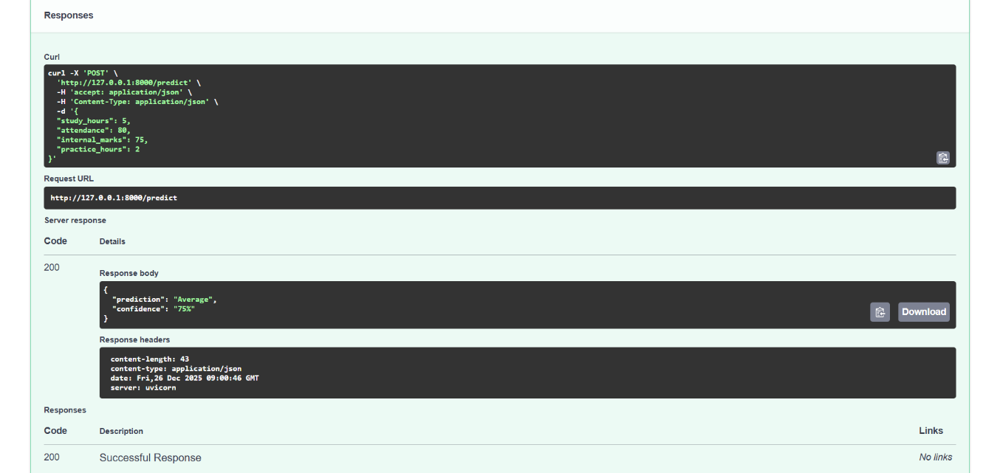 Responses
Curl
curl -X 'POST' \
  'http://127.0.0.1:8000/predict' \
  -H 'accept: application/json' \
  -H 'Content-Type: application/json' \
  -d '{
  "study_hours": 5,
  "attendance": 80,
  "internal_marks": 75,
  "practice_hours": 2
}'
Request URL
http://127.0.0.1:8000/predict
Server response
Code Details
200
Response body
{
  "prediction": "Average",
  "confidence": "75%"
}
Download
Response headers
content-length: 43
content-type: application/json
date: Fri,26 Dec 2025 09:00:46 GMT
server: uvicorn
Responses
Code Description Links
200 Successful Response No links